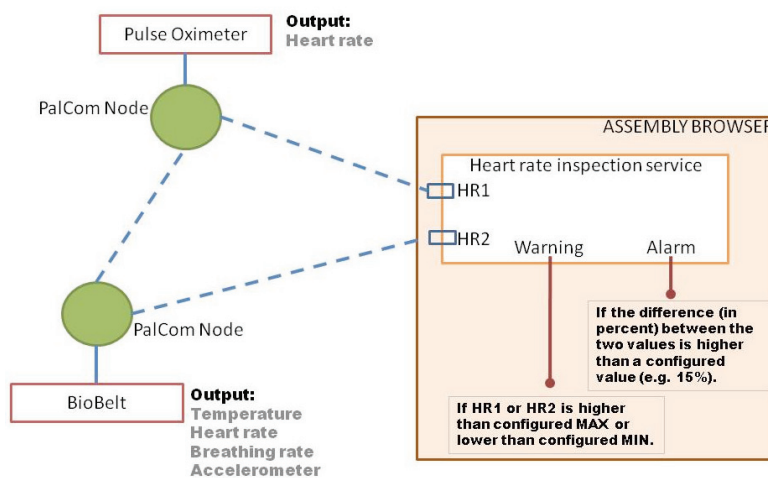 Pulse Oximeter
Output:
Heart rate
PalCom Node
ASSEMBLY BROWSER
Heart rate inspection service
HR1
HR2
Warning
Alarm
If the difference (in
percent) between the
two values is higher
than a configured
value (e.g. 15%).
PalCom Node
BioBelt
Output:
Temperature
Heart rate
Breathing rate
Accelerometer
If HR1 or HR2 is higher
than configured MAX or
lower than configured MIN.